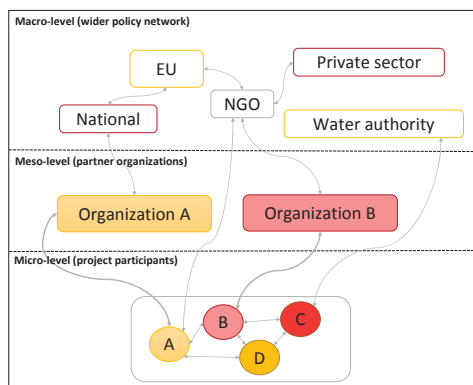 Macro-level (wider policy network)
EU
Private sector
NGO
National
Water authority
Meso-level (partner organizations)
Organization A
Organization B
Micro-level (project participants)
A
B
C
D